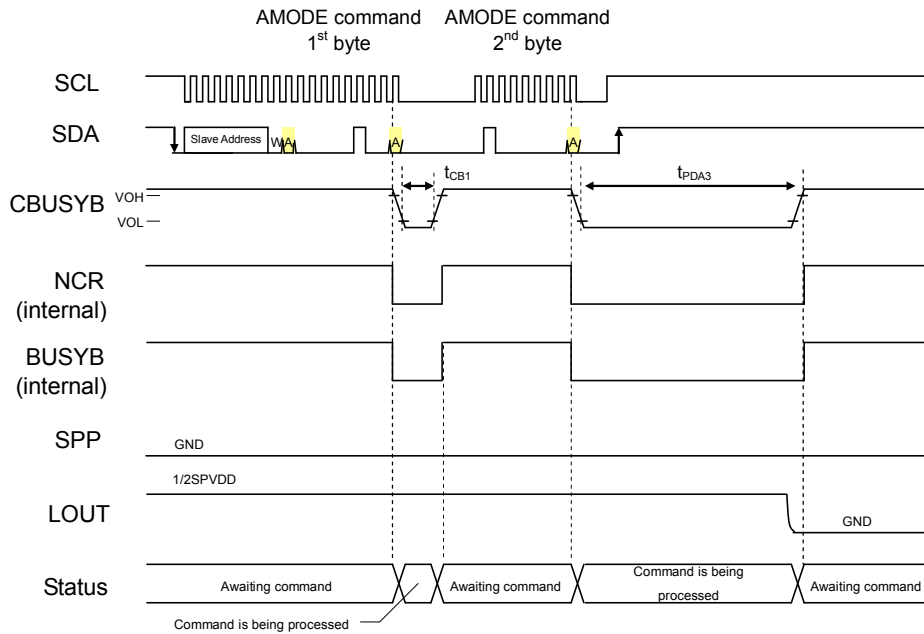 AMODE command
1st byte
AMODE command
2nd byte
SCL
SDA
Slave Address
W
A
A
A
CBUSYB
VOH
VOL
tCB1
tPDA3
NCR
(internal)
BUSYB
(internal)
SPP
GND
LOUT
1/2SPVDD
GND
Status
Awaiting command
Awaiting command
Command is being
processed
Awaiting command
Command is being processed